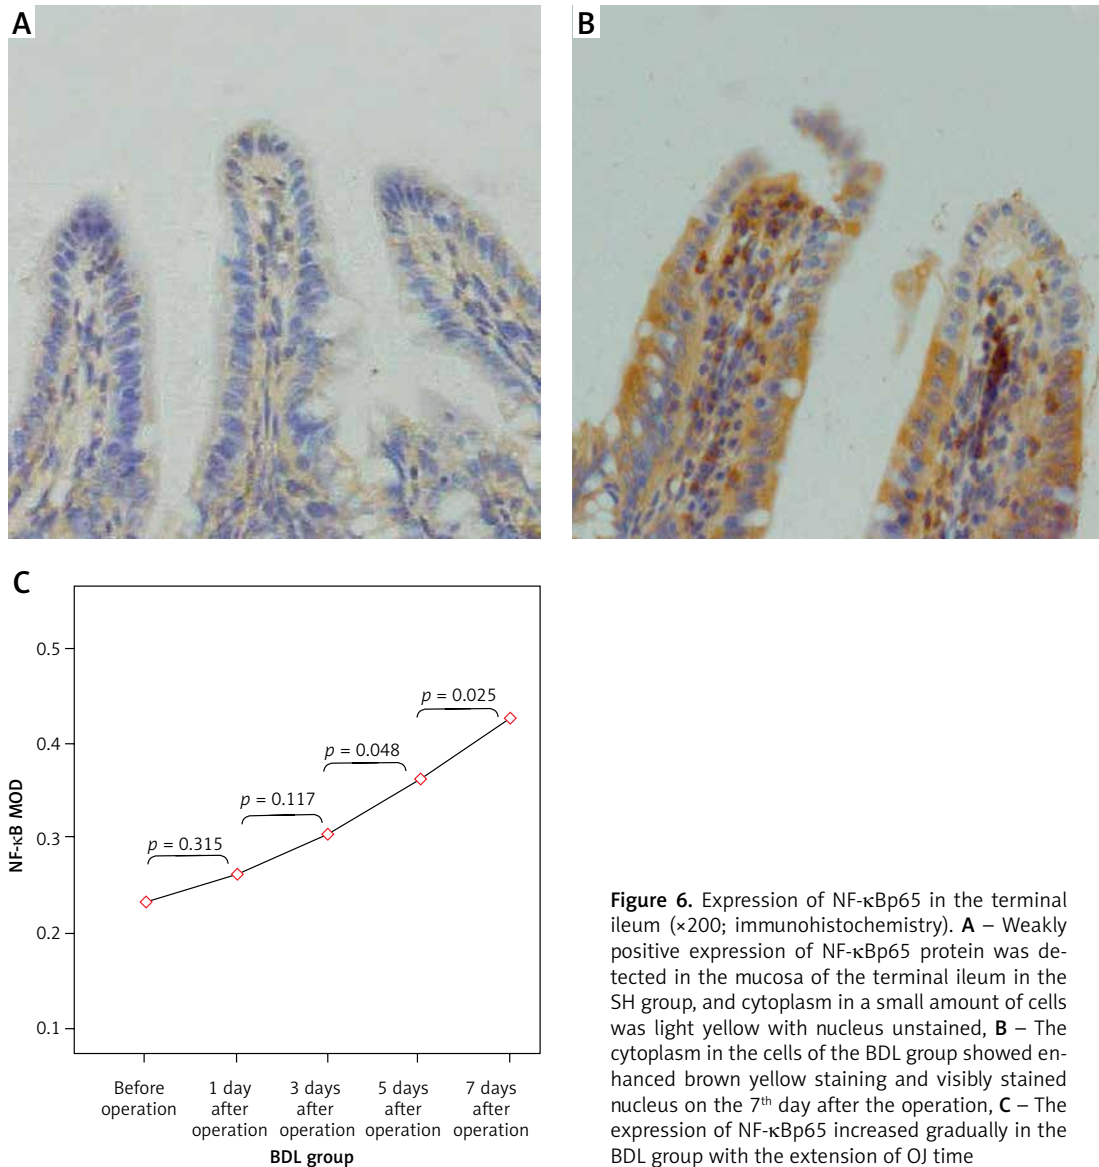 A
B
C
0.5
0.4
0.3
0.2
0.1
NF-κB MOD
p = 0.315
p = 0.117
p = 0.048
p = 0.025
Before
operation
1 day
after
operation
3 days
after
operation
5 days
after
operation
7 days
after
operation
BDL group
Figure 6. Expression of NF-κBp65 in the terminal
ileum (×200; immunohistochemistry). A – Weakly
positive expression of NF-κBp65 protein was de-
tected in the mucosa of the terminal ileum in the
SH group, and cytoplasm in a small amount of cells
was light yellow with nucleus unstained, B – The
cytoplasm in the cells of the BDL group showed en-
hanced brown yellow staining and visibly stained
nucleus on the 7th day after the operation, C – The
expression of NF-κBp65 increased gradually in the
BDL group with the extension of OJ time